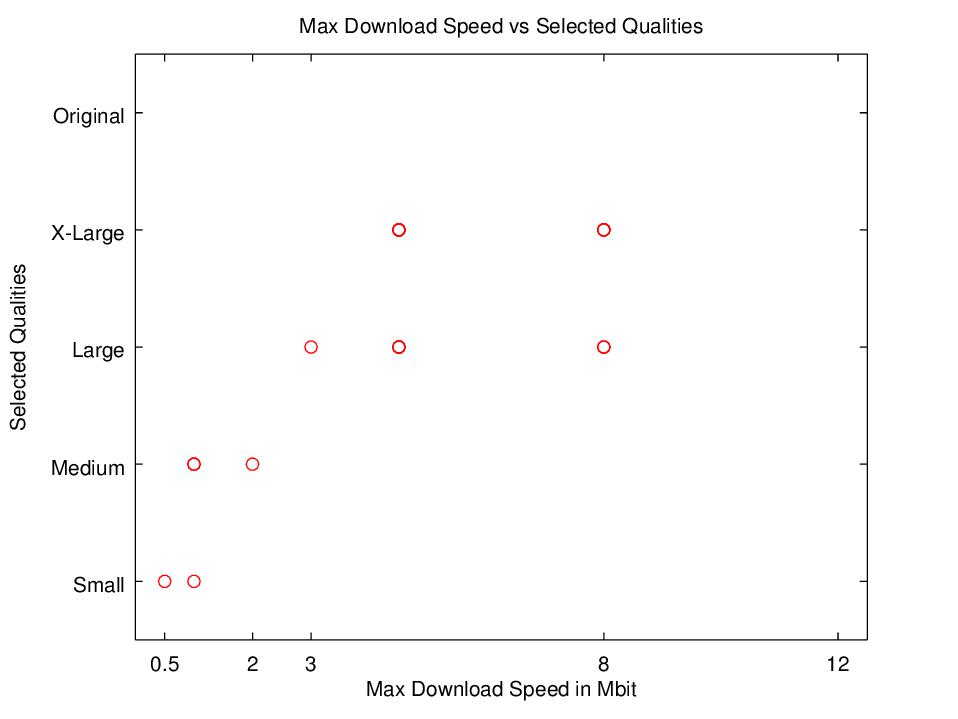 Max Download Speed vs Selected Qualities
Original
X-Large
Large
Medium
Small
Selected Qualities
0.5 2 3 8 12
Max Download Speed in Mbit